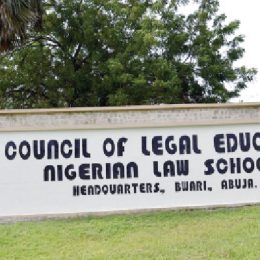 COUNCIL OF LEGAL EDUC
NIGERIAN LAW SCHOO
HEADQUARTERS, BWARI, ABUJA.